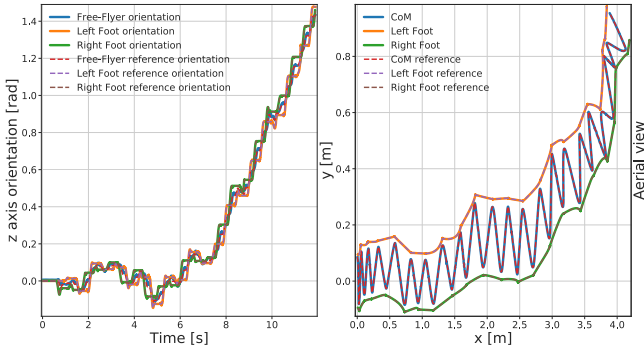 Free-Flyer orientation
Left Foot orientation
Right Foot orientation
Free-Flyer reference orientation
Left Foot reference orientation
Right Foot reference orientation
z axis orientation [rad]
1.4
1.2
1.0
0.8
0.6
0.4
0.2
0.0
0 2 4 6 8 10 12
Time [s]
CoM
Left Foot
Right Foot
CoM reference
Left Foot reference
Right Foot reference
y [m]
0.8
0.6
0.4
0.2
0.0
0.0 0,5 1,0 1,5 2,0 2,5 3,0 3,5 4.0
x [m]
Aerial view